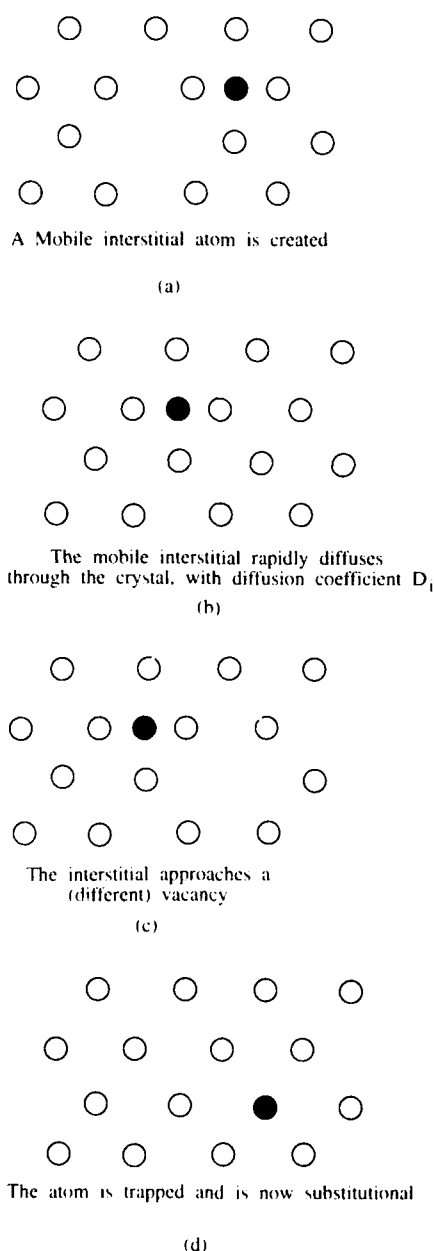 A Mobile interstitial atom is created
(a)
The mobile interstitial rapidly diffuses
through the crystal, with diffusion coefficient Di
(b)
The interstitial approaches a
(different) vacancy
(c)
The atom is trapped and is now substitutional
(d)